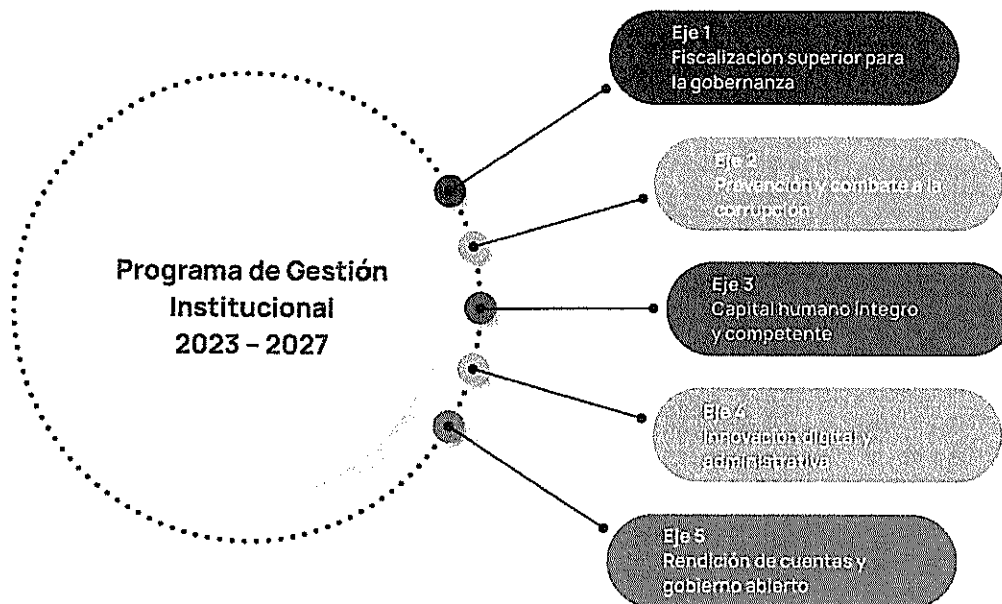 Programa de Gestión
Institucional
2023 – 2027
Eje 1
Fiscalización superior para
la gobernanza
Eje 2
Prevención y combate a la
corrupción
Eje 3
Capital humano íntegro
y competente
Eje 4
Innovación digital y
administrativa
Eje 5
Rendición de cuentas y
gobierno abierto